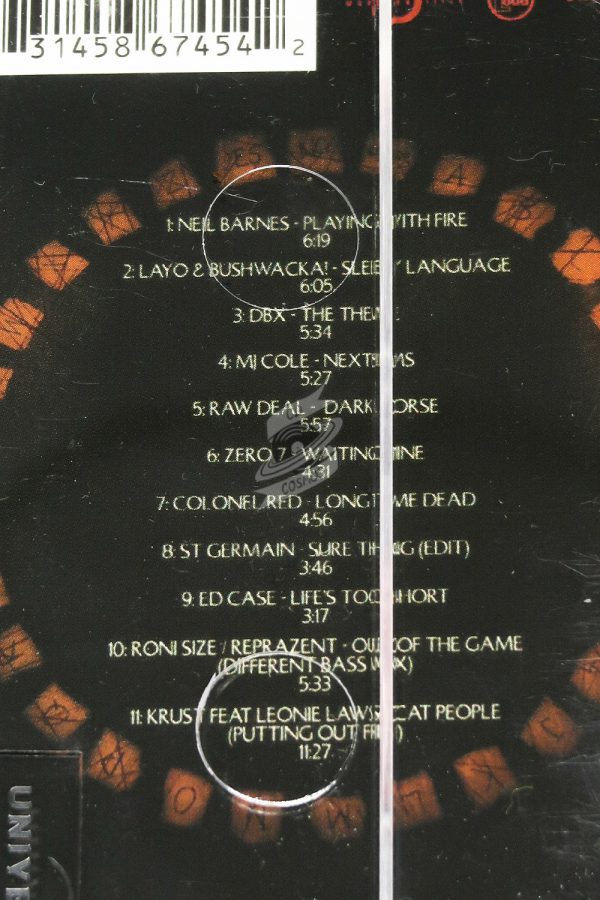 31458 67454 2
1: NEIL BARNES - PLAYING WITH FIRE
6:19
2: LAYO & BUSHWACKA! - SLEEPY LANGUAGE
6:05
3: DBX - THE THEME
5:34
4: MJ COLE -
5:27
5: RAW DEAL - DARK HORSE
5:57
6: ZERO 7 - WAITING LINE
4:31
7: COLONEL RED - LONG TIME DEAD
4:56
8: ST GERMAIN - SURE THING (EDIT)
3:46
9: ED CASE - LIFE'S TOO SHORT
3:17
10: RONI SIZE / REPRAZENT - OUT OF THE GAME
(DIFFERENT BASS MIX)
5:33
11: KRUST FEAT LEONIE LAWS - CAT PEOPLE
(PUTTING OUT FIRE)
11:27